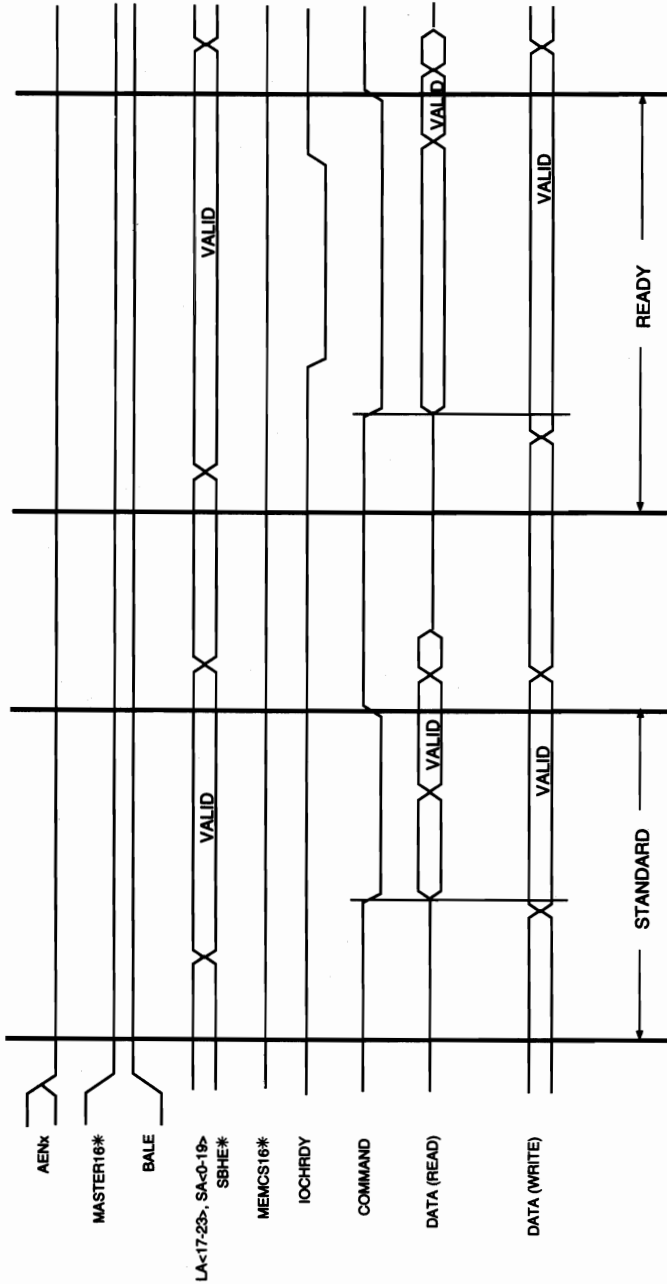 AENx
MASTER16*
BALE
LA<17-23>, SA<0-19>
SBHE*
MEMCS16*
IOCHRDY
COMMAND
DATA (READ)
DATA (WRITE)
VALID
VALID
VALID
VALID
VALID
VALID
STANDARD
READY